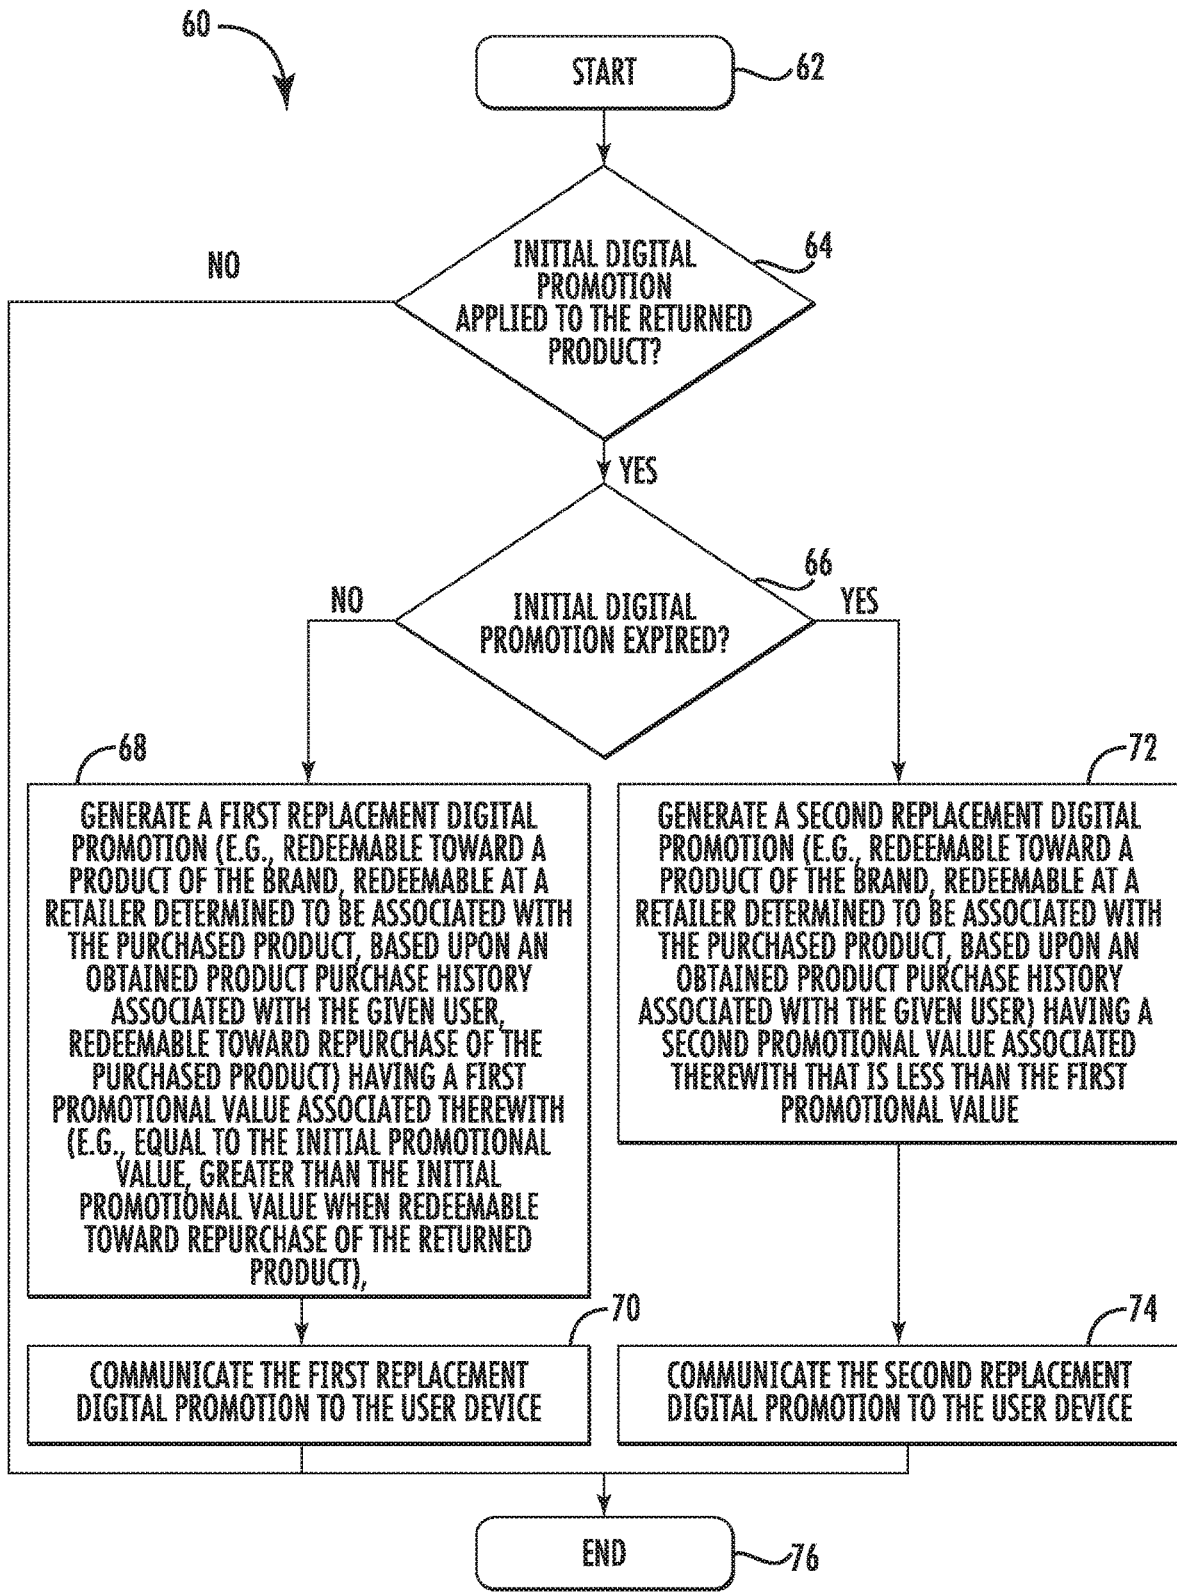 60
START
62
INITIAL DIGITAL
PROMOTION
APPLIED TO THE RETURNED
PRODUCT?
64
NO
YES
INITIAL DIGITAL
PROMOTION EXPIRED?
66
NO
YES
68
GENERATE A FIRST REPLACEMENT DIGITAL
PROMOTION (E.G., REDEEMABLE TOWARD A
PRODUCT OF THE BRAND, REDEEMABLE AT A
RETAILER DETERMINED TO BE ASSOCIATED WITH
THE PURCHASED PRODUCT, BASED UPON AN
OBTAINED PRODUCT PURCHASE HISTORY
ASSOCIATED WITH THE GIVEN USER,
REDEEMABLE TOWARD REPURCHASE OF THE
PURCHASED PRODUCT) HAVING A FIRST
PROMOTIONAL VALUE ASSOCIATED THEREWITH
(E.G., EQUAL TO THE INITIAL PROMOTIONAL
VALUE, GREATER THAN THE INITIAL
PROMOTIONAL VALUE WHEN REDEEMABLE
TOWARD REPURCHASE OF THE RETURNED
PRODUCT),
72
GENERATE A SECOND REPLACEMENT DIGITAL
PROMOTION (E.G., REDEEMABLE TOWARD A
PRODUCT OF THE BRAND, REDEEMABLE AT A
RETAILER DETERMINED TO BE ASSOCIATED WITH
THE PURCHASED PRODUCT, BASED UPON AN
OBTAINED PRODUCT PURCHASE HISTORY
ASSOCIATED WITH THE GIVEN USER) HAVING A
SECOND PROMOTIONAL VALUE ASSOCIATED
THEREWITH THAT IS LESS THAN THE FIRST
PROMOTIONAL VALUE
70
COMMUNICATE THE FIRST REPLACEMENT
DIGITAL PROMOTION TO THE USER DEVICE
74
COMMUNICATE THE SECOND REPLACEMENT
DIGITAL PROMOTION TO THE USER DEVICE
END
76